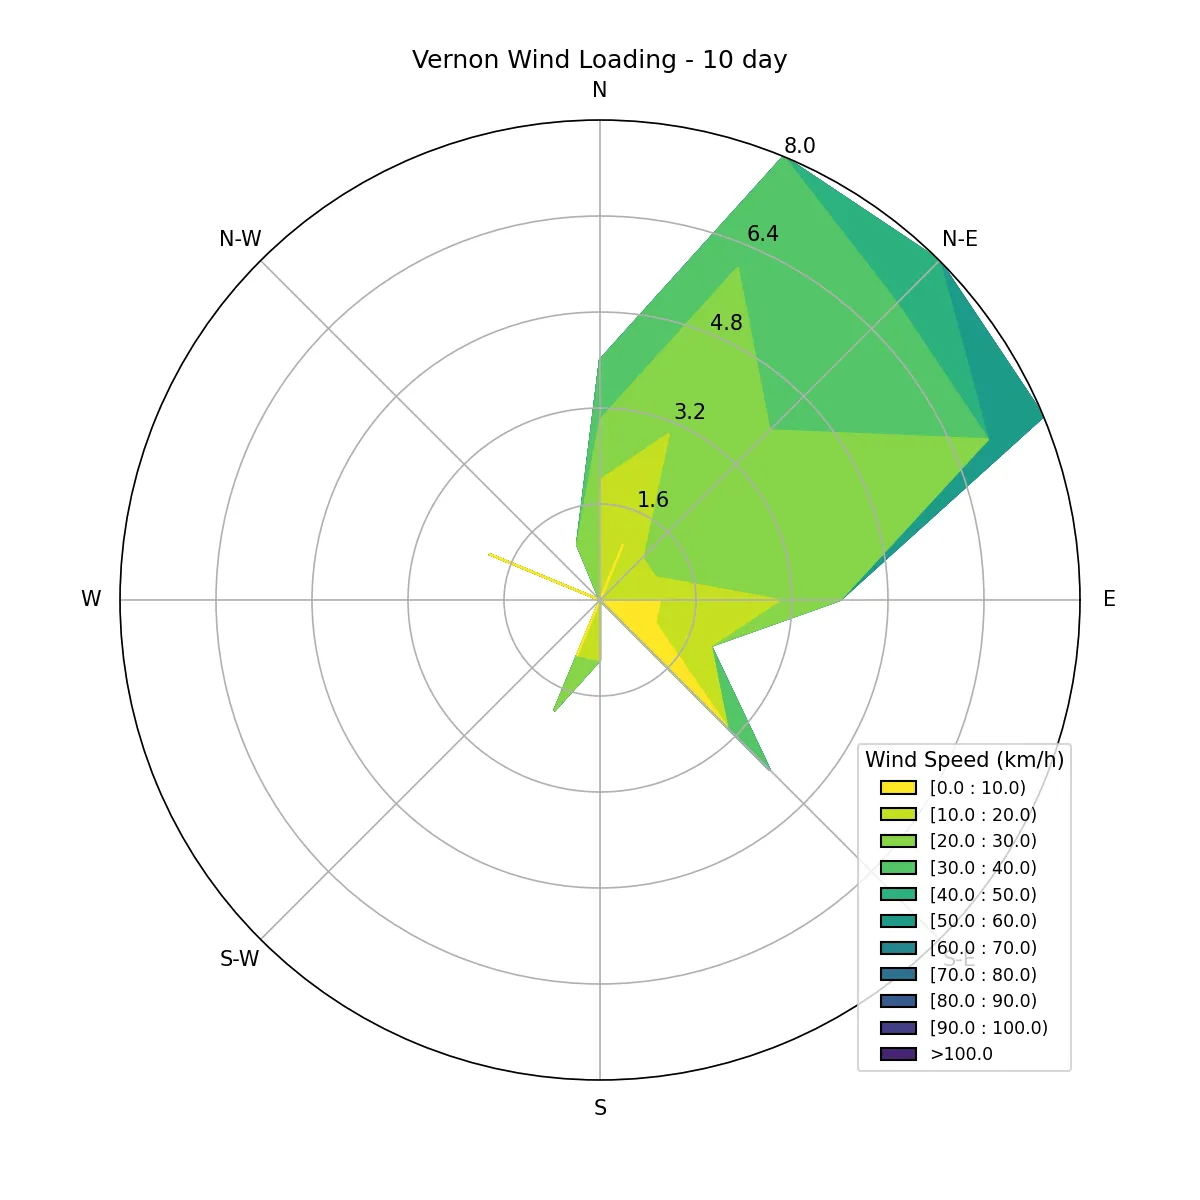 Vernon Wind Loading - 10 day
N
8.0
6.4
N-W
N-E
4.8
3.2
1.6
W
E
Wind Speed (km/h)
[0.0 : 10.0)
[10.0 : 20.0)
[20.0 : 30.0)
[30.0 : 40.0)
[40.0 : 50.0)
[50.0 : 60.0)
[60.0 : 70.0)
S-W
S-E
[70.0 : 80.0)
[80.0 : 90.0)
[90.0 : 100.0)
>100.0
S